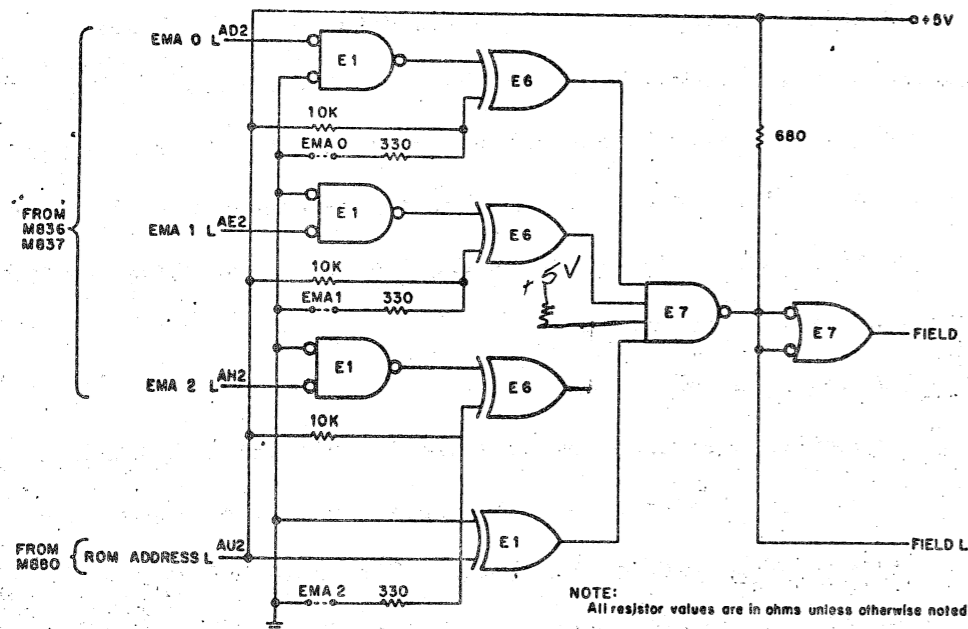 +5V
EMA 0 L
AD2
E1
E6
10K
EMA 0
330
680
FROM
M836
M837
EMA 1 L
AE2
E1
E6
10K
EMA 1
330
+ 5V
E7
E7
FIELD
EMA 2 L
AH2
E1
E6
10K
FROM
M880
ROM ADDRESS L
AU2
E1
FIELD L
EMA 2
330
NOTE:
All resistor values are in ohms unless otherwise noted